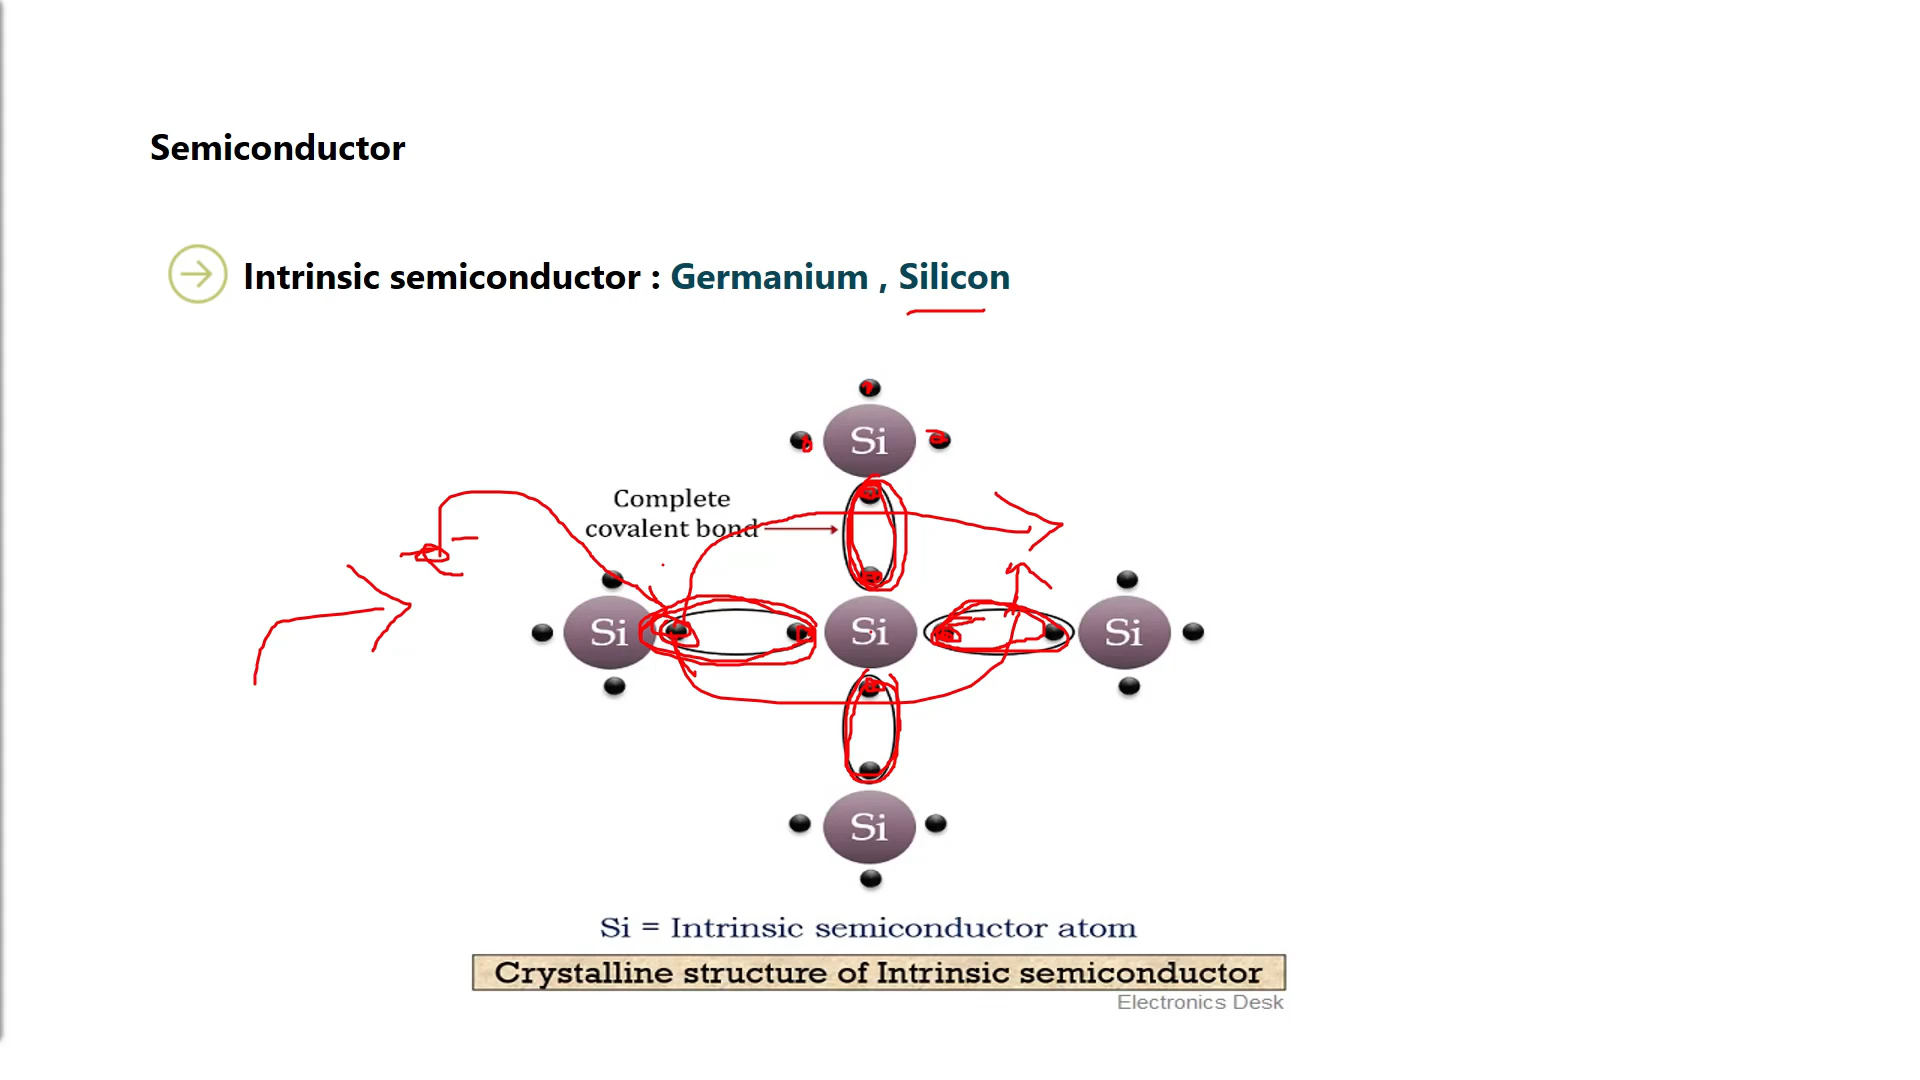 Semiconductor
Intrinsic semiconductor : Germanium , Silicon
Si
Complete
covalent bond
Si
Si
Si
Si
Si = Intrinsic semiconductor atom
Crystalline structure of Intrinsic semiconductor
Electronics Desk